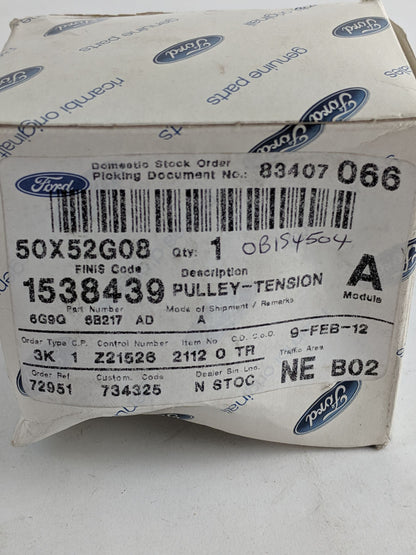 Ford
genuine parts
ricambi originali
Ford
Domestic Stock Order
Picking Document No.: 83407 066
50X52G08 Qty: 1 OBIS4504
FINIS Code Description
1538439 PULLEY-TENSION A
Part Number Mode of Shipment / Remarks Module
6G9Q 6B217 AD A
Order Type C.P. Control Number Item No C.D. C.o.D. 9-FEB-12
3K 1 Z21526 2112 0 TR Traffic Area
Order Ref Custom. Code Dealer Bin Loc. NE B02
72951 734325 N STOC
Ford